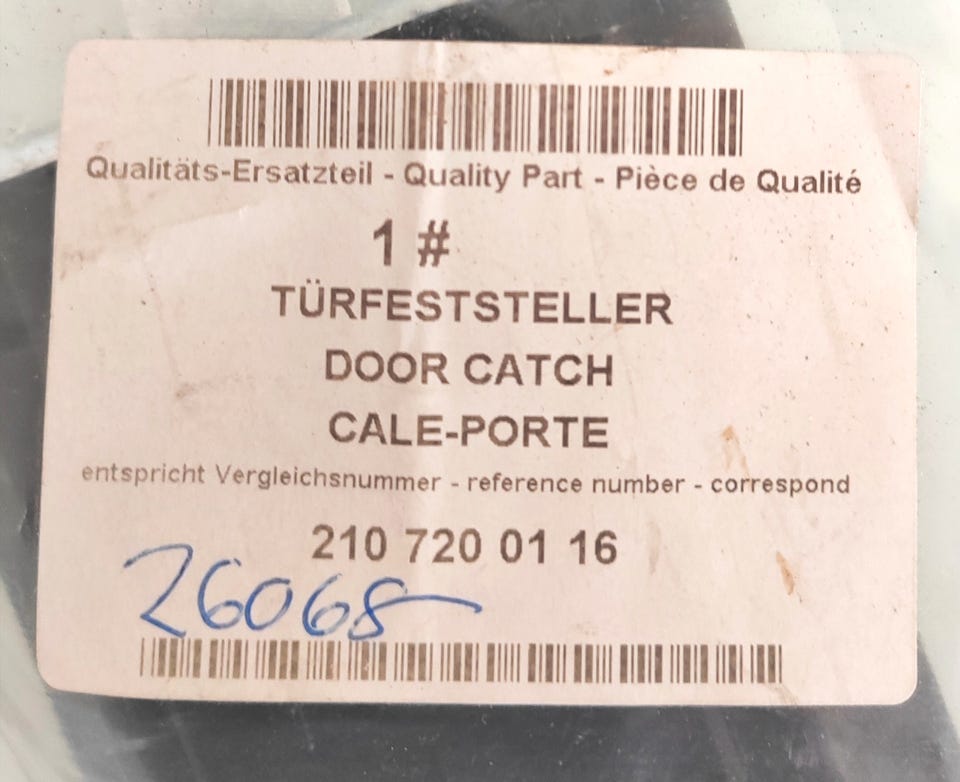 Qualitäts-Ersatzteil - Quality Part - Pièce de Qualité
1 #
TÜRFESTSTELLER
DOOR CATCH
CALE-PORTE
entspricht Vergleichsnummer - reference number - correspond
210 720 01 16
26068